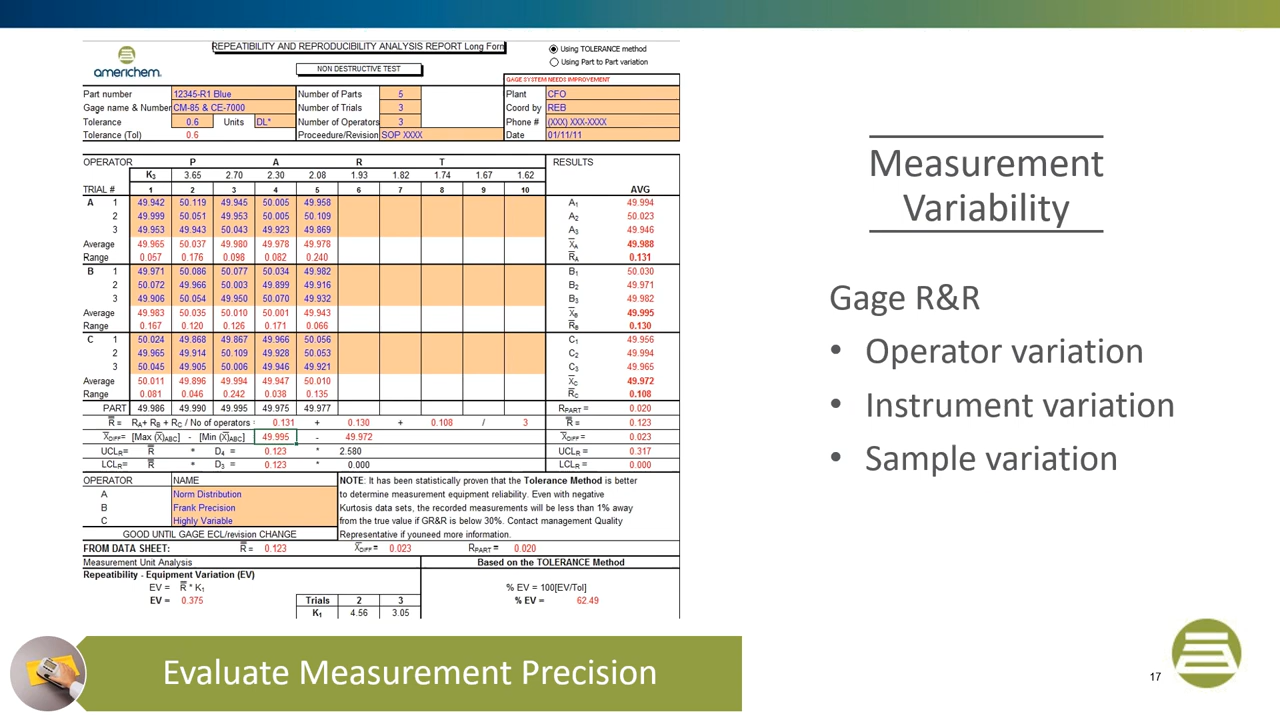 REPEATIBILITY AND REPRODUCIBILITY ANALYSIS REPORT Long Form
Using TOLERANCE method
Using Part to Part variation
americhem.
NON DESTRUCTIVE TEST
GAGE SYSTEM NEEDS IMPROVEMENT
Part number 12345-R1 Blue Number of Parts 5 Plant CFO
Gage name & Number CM-85 & CE-7000 Number of Trials 3 Coord by REB
Tolerance 0.6 Units DL* Number of Operators 3 Phone # (XXX) XXX-XXXX
Tolerance (Tol) 0.6 Proceedure/Revision SOP XXXX Date 01/11/11
OPERATOR P A R T RESULTS
K3 3.65 2.70 2.30 2.08 1.93 1.82 1.74 1.67 1.62
TRIAL # 1 2 3 4 5 6 7 8 9 10 AVG
A 1 49.942 50.119 49.945 50.005 49.958 A1 49.994
2 49.999 50.051 49.953 50.005 50.109 A2 50.023
3 49.953 49.943 50.043 49.923 49.869 A3 49.946
Average 49.965 50.037 49.980 49.978 49.978 X̅A 49.988
Range 0.057 0.176 0.098 0.082 0.240 R̅A 0.131
B 1 49.971 50.086 50.077 50.034 49.982 B1 50.030
2 50.072 49.966 50.003 49.899 49.916 B2 49.971
3 49.906 50.054 49.950 50.070 49.932 B3 49.982
Average 49.983 50.035 50.010 50.001 49.943 X̅B 49.995
Range 0.167 0.120 0.126 0.171 0.066 R̅B 0.130
C 1 50.024 49.868 49.867 49.966 50.056 C1 49.956
2 49.965 49.914 50.109 49.928 50.053 C2 49.994
3 50.045 49.905 50.006 49.946 49.921 C3 49.965
Average 50.011 49.896 49.994 49.947 50.010 X̅C 49.972
Range 0.081 0.046 0.242 0.038 0.135 R̅C 0.108
PART 49.986 49.990 49.995 49.975 49.977 RPART = 0.020
R̿ = RA+ RB + RC / No of operators = 0.131 + 0.130 + 0.108 / 3 R̿ = 0.123
X̅DIFF= [Max (X̅)ABC] - [Min (X̅)ABC] 49.995 - 49.972 X̅DIFF = 0.023
UCLR= R̿ * D4 = 0.123 * 2.580 UCLR = 0.317
LCLR= R̿ * D3 = 0.123 * 0.000 LCLR = 0.000
OPERATOR NAME NOTE: It has been statistically proven that the Tolerance Method is better
A Norm Distribution to determine measurement equipment reliability. Even with negative
B Frank Precision Kurtosis data sets, the recorded measurements will be less than 1% away
C Highly Variable from the true value if GR&R is below 30%. Contact management Quality
GOOD UNTIL GAGE ECL/revision CHANGE Representative if youneed more information.
FROM DATA SHEET: R̿ = 0.123 X̅DIFF = 0.023 RPART = 0.020
Measurement Unit Analysis Based on the TOLERANCE Method
Repeatability - Equipment Variation (EV)
EV = R̿ * K1 % EV = 100[EV/Tol]
EV = 0.375 Trials 2 3 % EV = 62.49
K1 4.56 3.05
Measurement
Variability
Gage R&R
• Operator variation
• Instrument variation
• Sample variation
Evaluate Measurement Precision
17